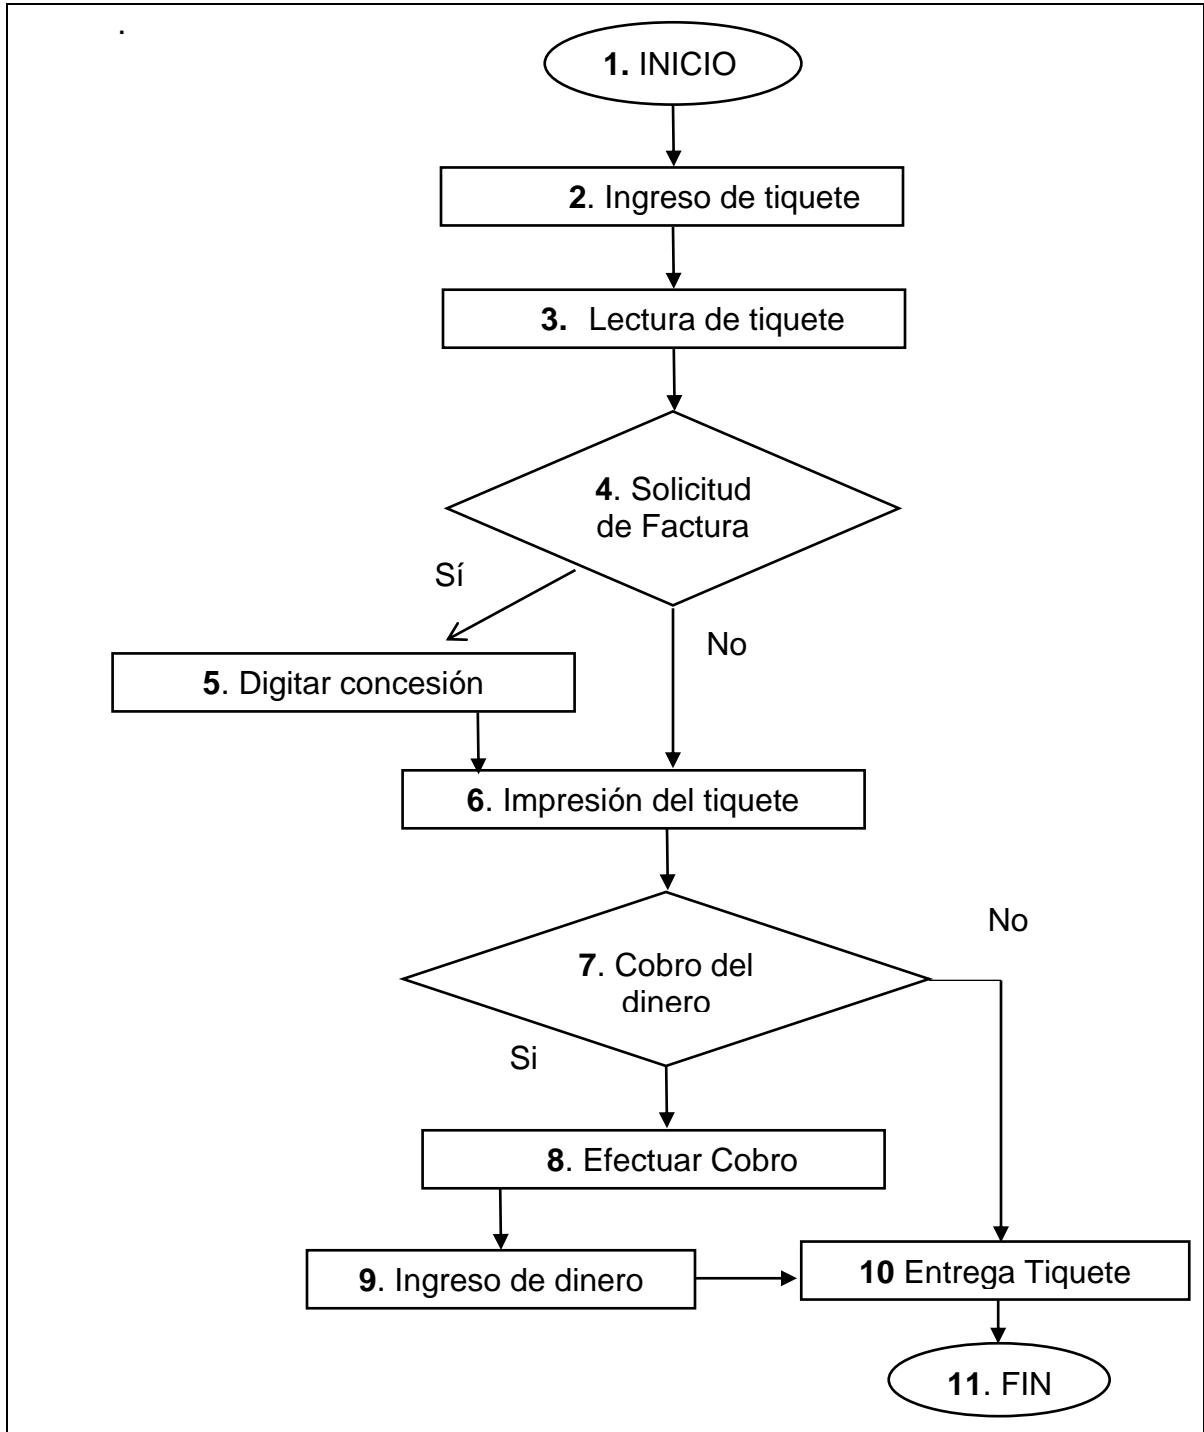 .
1. INICIO
2. Ingreso de tiquete
3. Lectura de tiquete
4. Solicitud
de Factura
Sí
No
5. Digitar concesión
6. Impresión del tiquete
No
7. Cobro del
dinero
Si
8. Efectuar Cobro
9. Ingreso de dinero
10 Entrega Tiquete
11. FIN